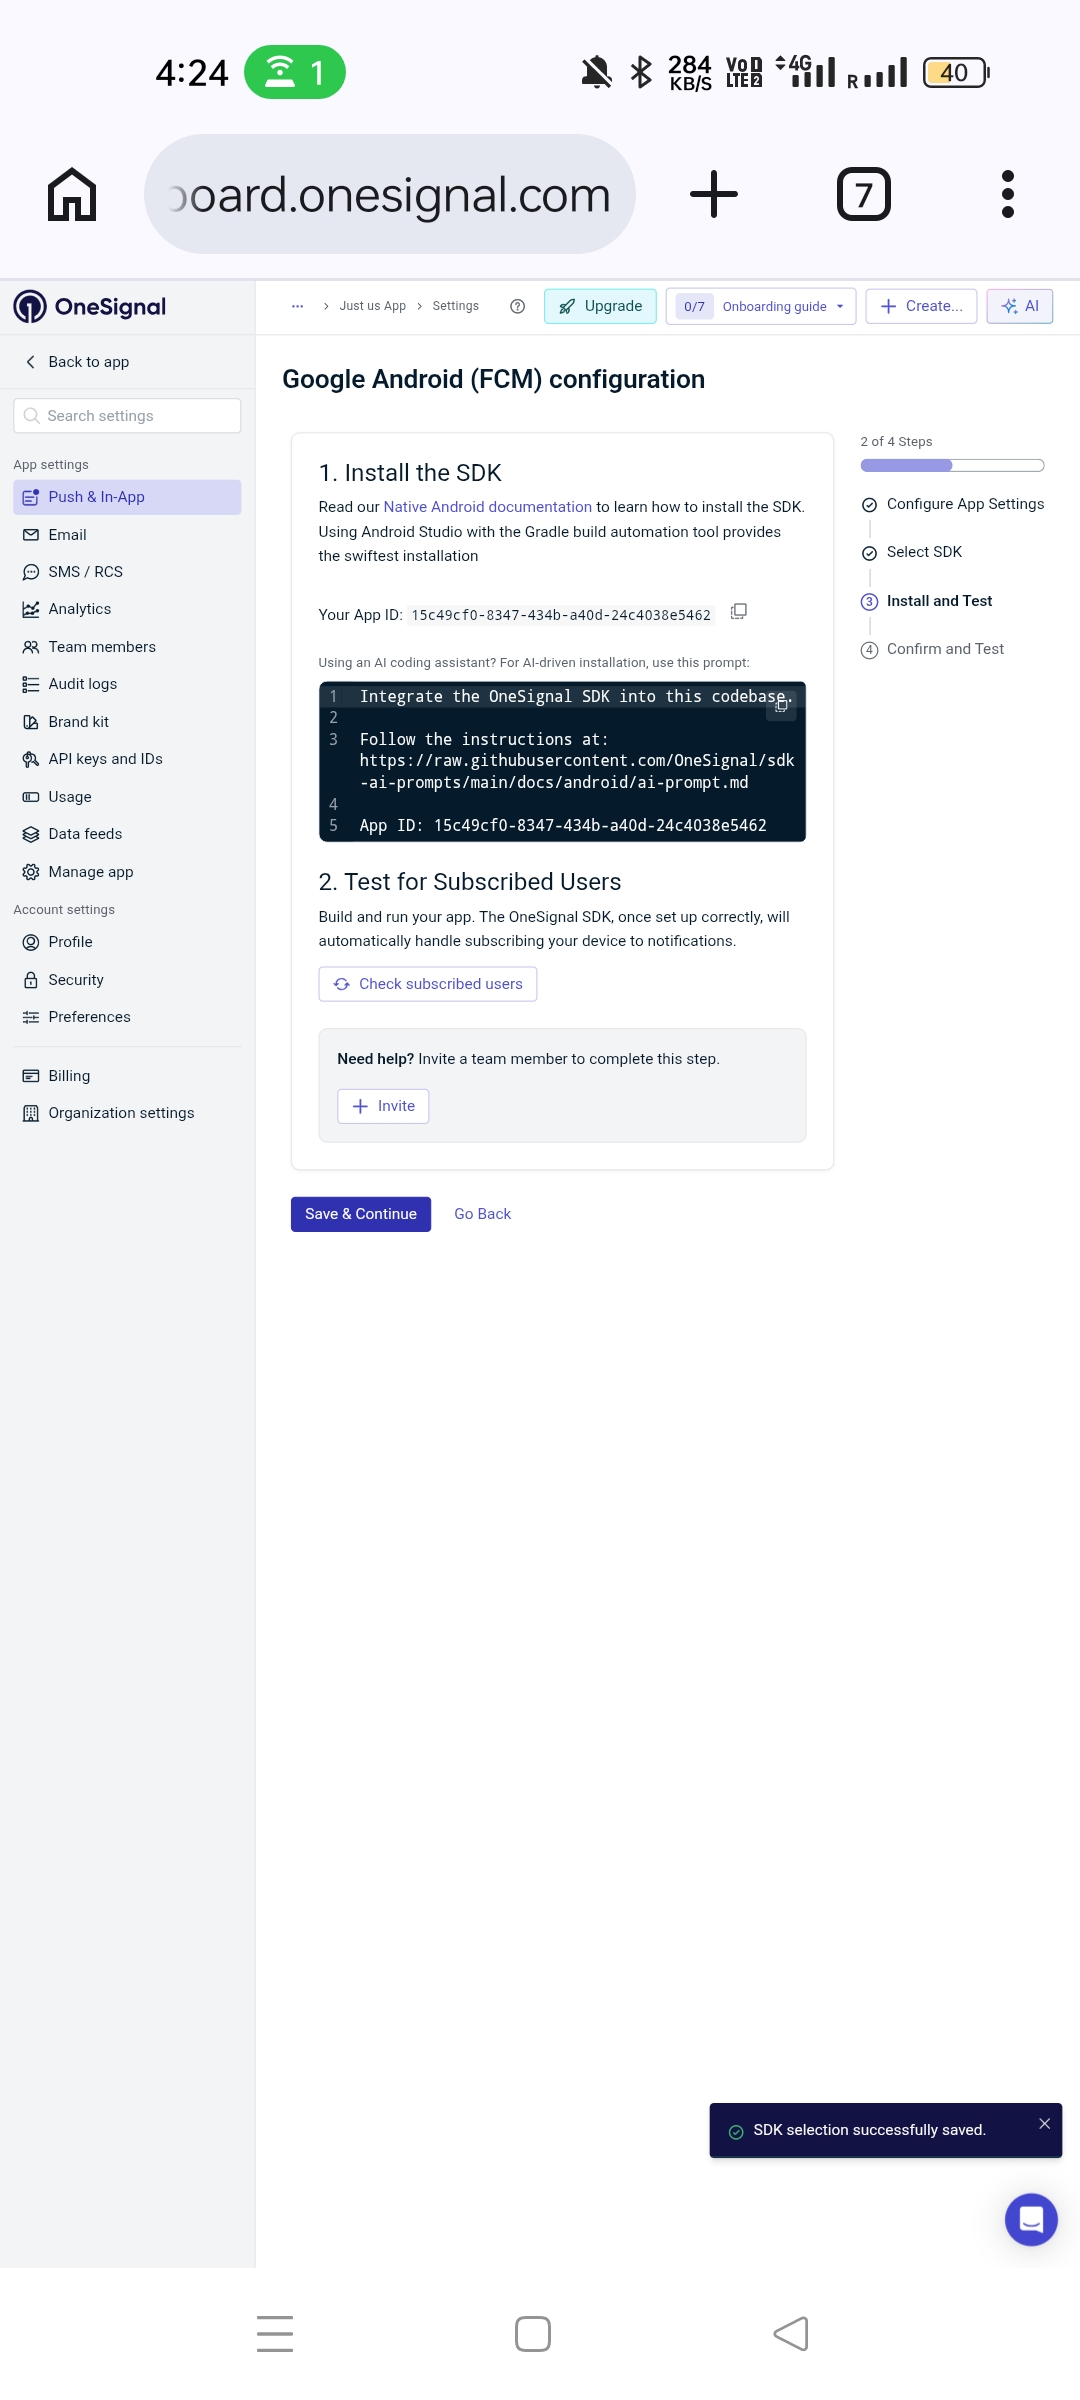 4:24
1
284
KB/S
Vo
LTE 2
4G
R
40
board.onesignal.com
7
OneSignal
... > Just us App > Settings
Upgrade
0/7 Onboarding guide
Create...
AI
Back to app
Search settings
App settings
Push & In-App
Email
SMS / RCS
Analytics
Team members
Audit logs
Brand kit
API keys and IDs
Usage
Data feeds
Manage app
Account settings
Profile
Security
Preferences
Billing
Organization settings
Google Android (FCM) configuration
1. Install the SDK
Read our Native Android documentation to learn how to install the SDK.
Using Android Studio with the Gradle build automation tool provides
the swiftest installation
Your App ID: 15c49cf0-8347-434b-a40d-24c4038e5462
Using an AI coding assistant? For AI-driven installation, use this prompt:
1 Integrate the OneSignal SDK into this codebase.
2
3 Follow the instructions at:
https://raw.githubusercontent.com/OneSignal/sdk
-ai-prompts/main/docs/android/ai-prompt.md
4
5 App ID: 15c49cf0-8347-434b-a40d-24c4038e5462
2. Test for Subscribed Users
Build and run your app. The OneSignal SDK, once set up correctly, will
automatically handle subscribing your device to notifications.
Check subscribed users
Need help? Invite a team member to complete this step.
Invite
Save & Continue
Go Back
2 of 4 Steps
Configure App Settings
Select SDK
3 Install and Test
4 Confirm and Test
SDK selection successfully saved.